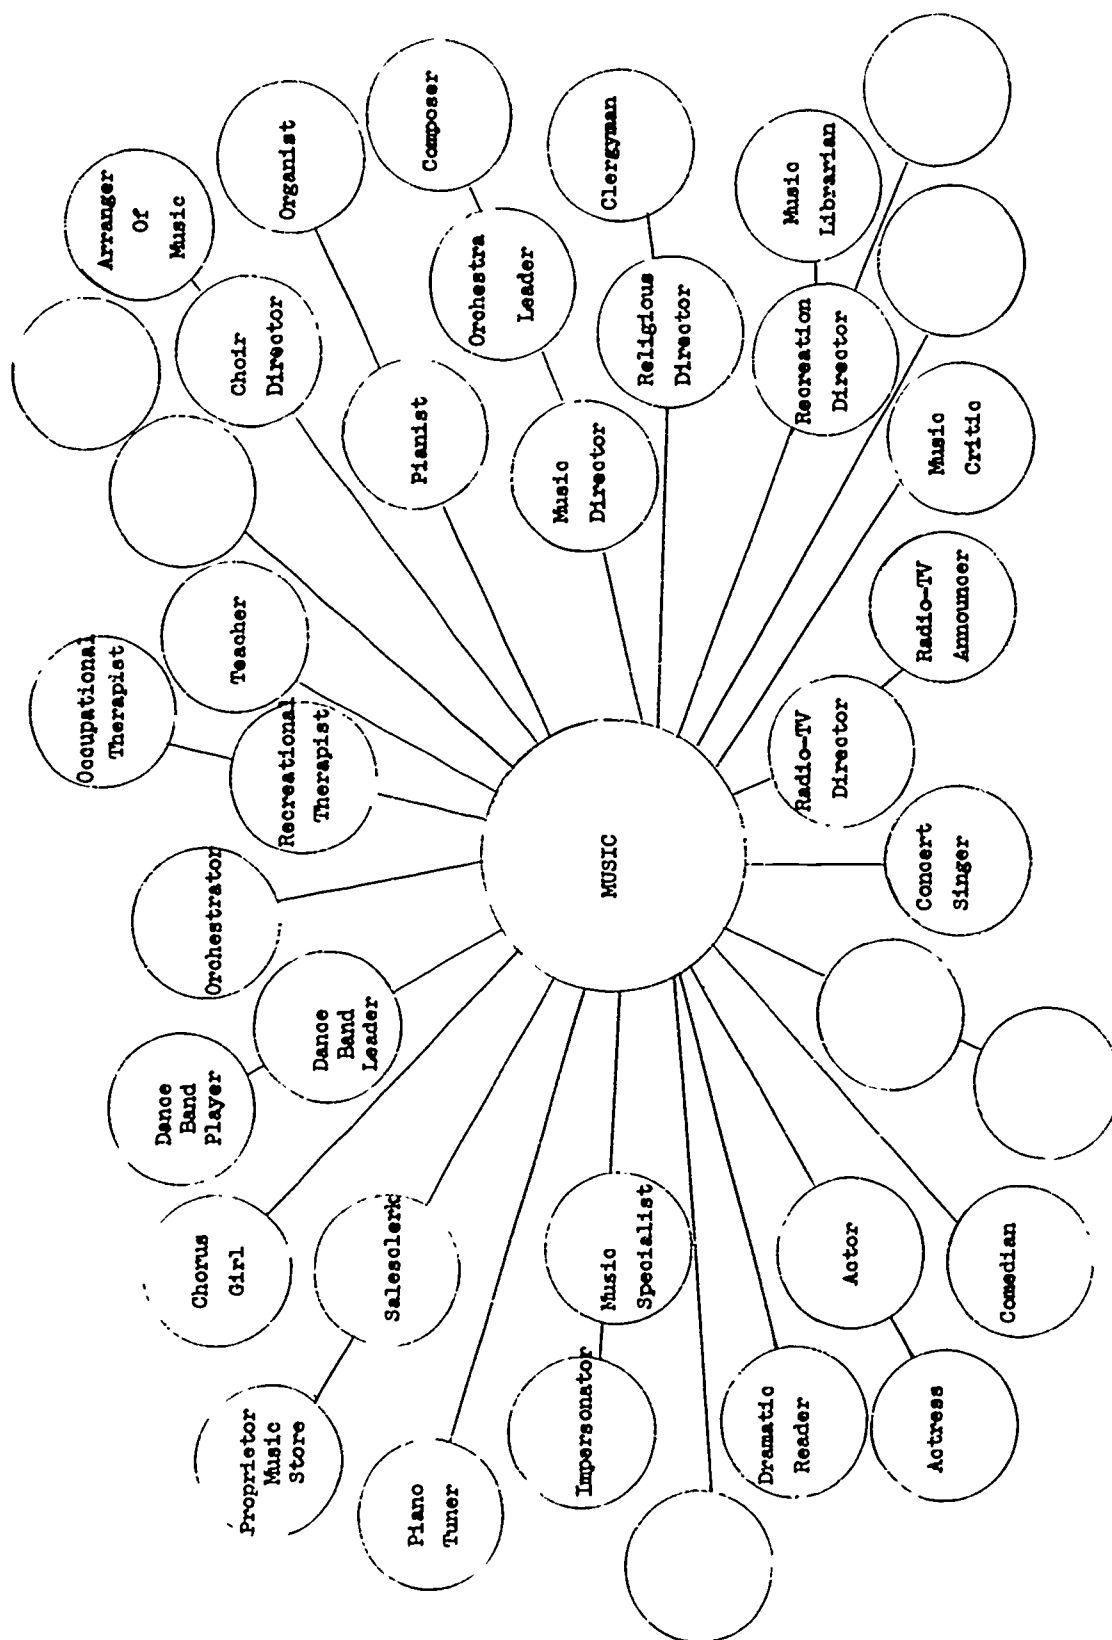 Occupational
Therapist
Arranger
Of
Music
Teacher
Choir
Director
Organist
Recreational
Therapist
Orchestrator
Dance
Band
Player
Chorus
Girl
Dance
Band
Leader
Pianist
Composer
Orchestra
Leader
Proprietor
Music
Store
Salesclerk
Music
Director
Piano
Tuner
MUSIC
Religious
Director
Clergyman
Music
Specialist
Impersonator
Recreation
Director
Music
Librarian
Radio-TV
Director
Dramatic
Reader
Actor
Music
Critic
Radio-TV
Announcer
Concert
Singer
Actress
Comedian